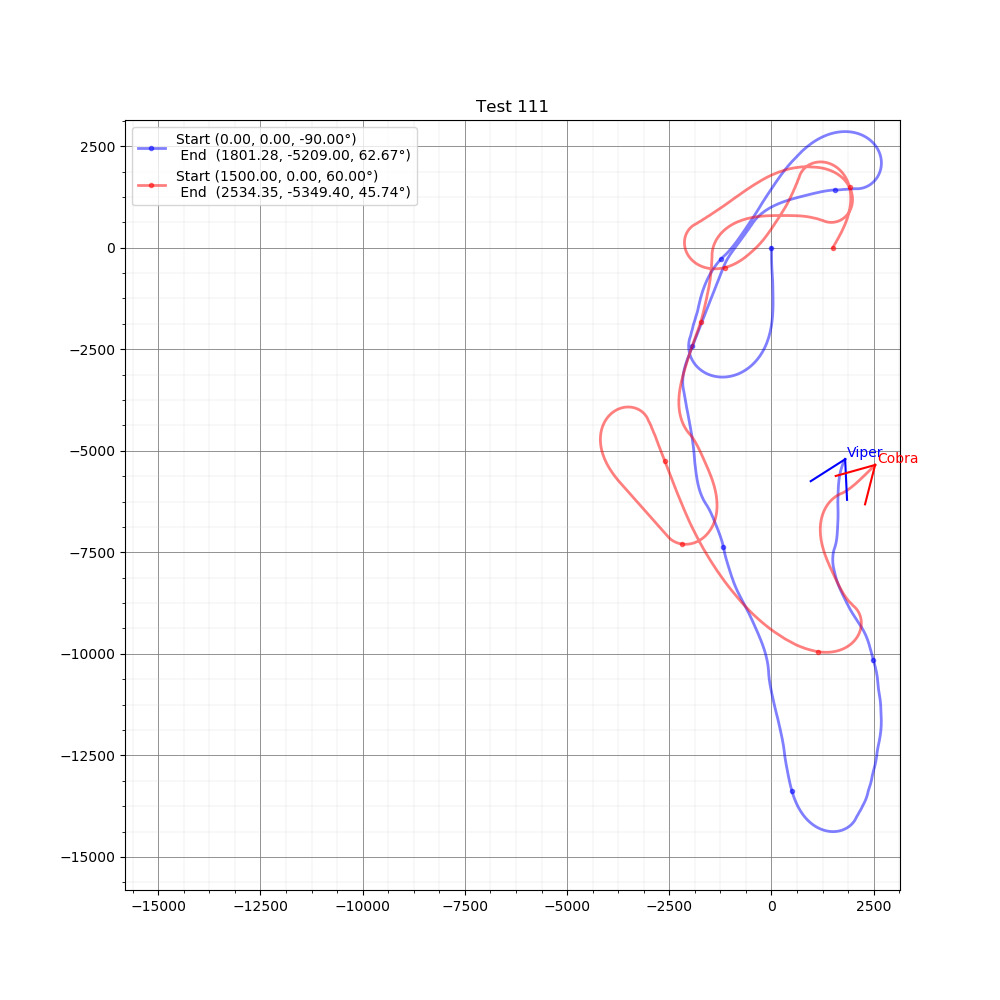 Test 111
Start (0.00, 0.00, -90.00°)
End  (1801.28, -5209.00, 62.67°)
Start (1500.00, 0.00, 60.00°)
End  (2534.35, -5349.40, 45.74°)
2500
0
−2500
−5000
−7500
−10000
−12500
−15000
Viper
Cobra
−15000
−12500
−10000
−7500
−5000
−2500
0
2500